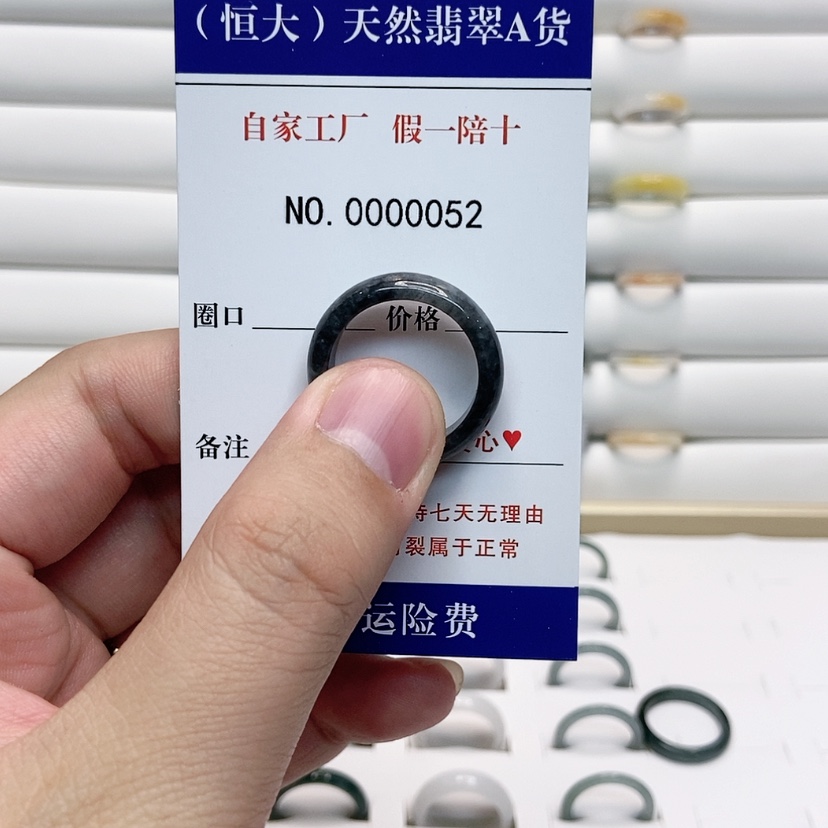 （恒大）天然翡翠A货
自家工厂 假一陪十
NO. 0000052
圈口 价格
备注 心♥
七天无理由
裂属于正常
运险费